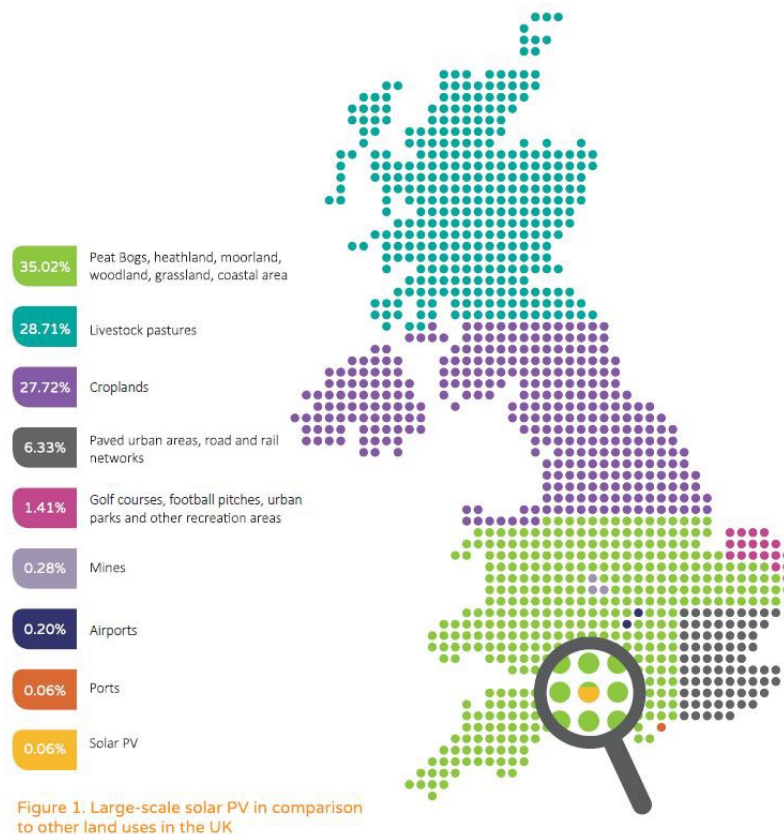 35.02%
Peat Bogs, heathland, moorland,
woodland, grassland, coastal area
28.71%
Livestock pastures
27.72%
Croplands
6.33%
Paved urban areas, road and rail
networks
1.41%
Golf courses, football pitches, urban
parks and other recreation areas
0.28%
Mines
0.20%
Airports
0.06%
Ports
0.06%
Solar PV
Figure 1. Large-scale solar PV in comparison
to other land uses in the UK